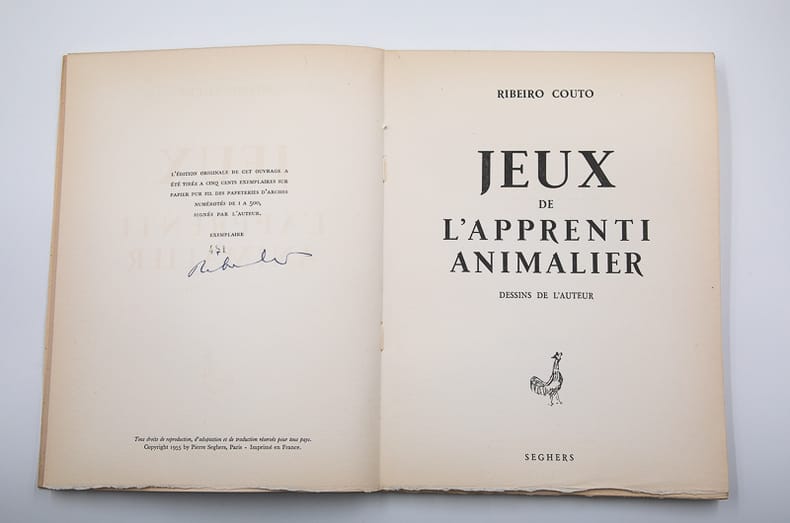 L'ÉDITION ORIGINALE DE CET OUVRAGE A
ÉTÉ TIRÉE A CINQ CENTS EXEMPLAIRES SUR
PAPIER PUR FIL DES PAPETERIES D'ARCHES
NUMÉROTÉS DE 1 A 500,
SIGNÉS PAR L'AUTEUR.
EXEMPLAIRE
Tous droits de reproduction, d'adaptation et de traduction réservés pour tous pays.
Copyright 1955 by Pierre Seghers, Paris - Imprimé en France.
RIBEIRO COUTO
JEUX
DE
L'APPRENTI
ANIMALIER
DESSINS DE L'AUTEUR
SEGHERS